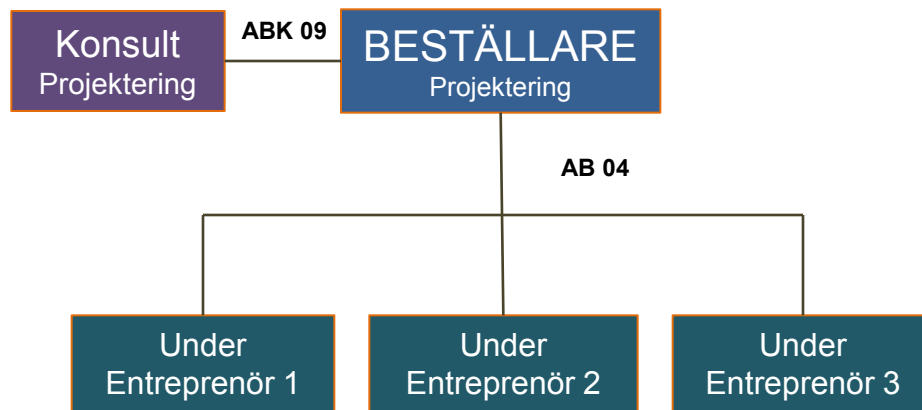 Konsult
Projektering
ABK 09
BESTÄLLARE
Projektering
AB 04
Under
Entreprenör 1
Under
Entreprenör 2
Under
Entreprenör 3